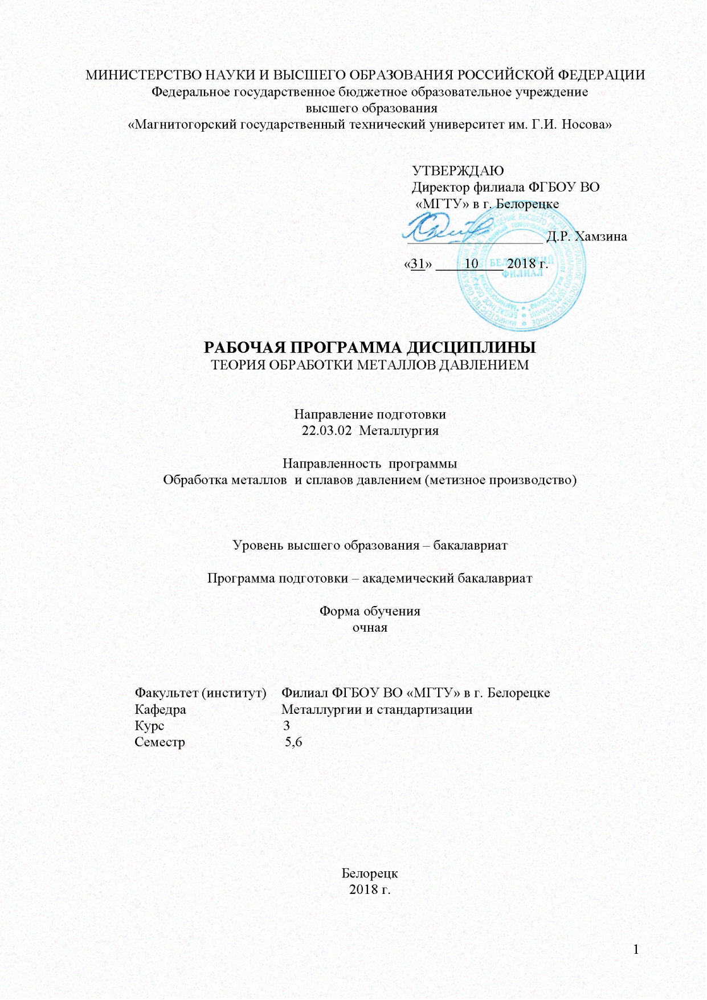 МИНИСТЕРСТВО НАУКИ И ВЫСШЕГО ОБРАЗОВАНИЯ РОССИЙСКОЙ ФЕДЕРАЦИИ
Федеральное государственное бюджетное образовательное учреждение
высшего образования
«Магнитогорский государственный технический университет им. Г.И. Носова»
УТВЕРЖДАЮ
Директор филиала ФГБОУ ВО
«МГТУ» в г. Белорецке
Д.Р. Хамзина
«31» 10 2018 г.
БЕЛОРЕЦКИЙ
ФИЛИАЛ
РАБОЧАЯ ПРОГРАММА ДИСЦИПЛИНЫ
ТЕОРИЯ ОБРАБОТКИ МЕТАЛЛОВ ДАВЛЕНИЕМ
Направление подготовки
22.03.02 Металлургия
Направленность программы
Обработка металлов и сплавов давлением (метизное производство)
Уровень высшего образования – бакалавриат
Программа подготовки – академический бакалавриат
Форма обучения
очная
Факультет (институт) Филиал ФГБОУ ВО «МГТУ» в г. Белорецке
Кафедра Металлургии и стандартизации
Курс 3
Семестр 5,6
Белорецк
2018 г.
1